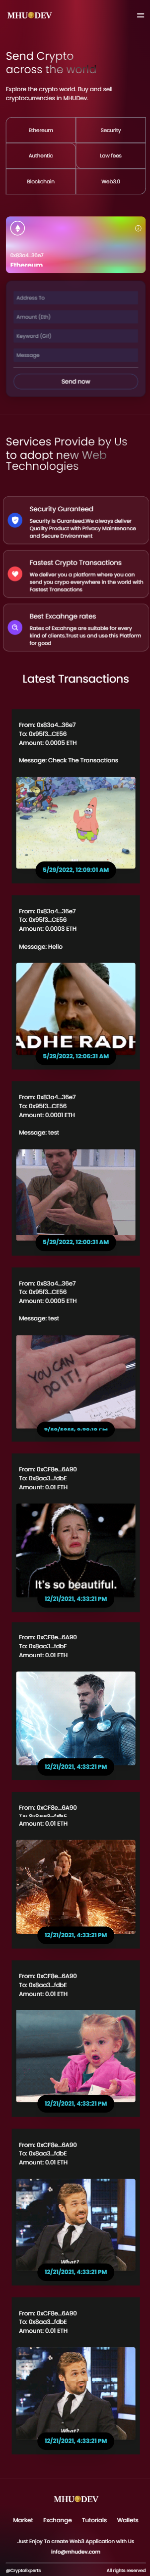 MHUDEV
Send Crypto
across the world
Explore the crypto world. Buy and sell
cryptocurrencies in MHUDev.
Ethereum
Security
Authentic
Low fees
Blockchain
Web3.0
0x83a4...36e7
Ethereum
Address To
Amount (Eth)
Keyword (Gif)
Message
Send now
Services Provide by Us
to adopt new Web
Technologies
Security Guranteed
Security is Guranteed.We always deliver
Quality Product with Privacy Maintenance
and Secure Environment
Fastest Crypto Transactions
We deliver you a platform where you can
send you crypo everywhere in the world with
Fastest Transactions
Best Excahnge rates
Rates of Excahnge are suitable for every
kind of clients.Trust us and use this Platform
for good
Latest Transactions
From: 0x83a4...36e7
To: 0x95f3...CE56
Amount: 0.0005 ETH
Message: Check The Transactions
5/29/2022, 12:09:01 AM
From: 0x83a4...36e7
To: 0x95f3...CE56
Amount: 0.0003 ETH
Message: Hello
ADHE RADH
5/29/2022, 12:06:31 AM
From: 0x83a4...36e7
To: 0x95f3...CE56
Amount: 0.0001 ETH
Message: test
5/29/2022, 12:00:31 AM
From: 0x83a4...36e7
To: 0x95f3...CE56
Amount: 0.0005 ETH
Message: test
YOU CAN
DO IT!
From: 0xCF8e...6A90
To: 0x8aa3...fdbE
Amount: 0.01 ETH
It's so beautiful.
12/21/2021, 4:33:21 PM
From: 0xCF8e...6A90
To: 0x8aa3...fdbE
Amount: 0.01 ETH
12/21/2021, 4:33:21 PM
From: 0xCF8e...6A90
To: 0x8aa3...fdbE
Amount: 0.01 ETH
12/21/2021, 4:33:21 PM
From: 0xCF8e...6A90
To: 0x8aa3...fdbE
Amount: 0.01 ETH
12/21/2021, 4:33:21 PM
From: 0xCF8e...6A90
To: 0x8aa3...fdbE
Amount: 0.01 ETH
What?
12/21/2021, 4:33:21 PM
From: 0xCF8e...6A90
To: 0x8aa3...fdbE
Amount: 0.01 ETH
What?
12/21/2021, 4:33:21 PM
MHUDEV
Market
Exchange
Tutorials
Wallets
Just Enjoy To create Web3 Application with Us
info@mhudev.com
@CryptoExperts
All rights reserved